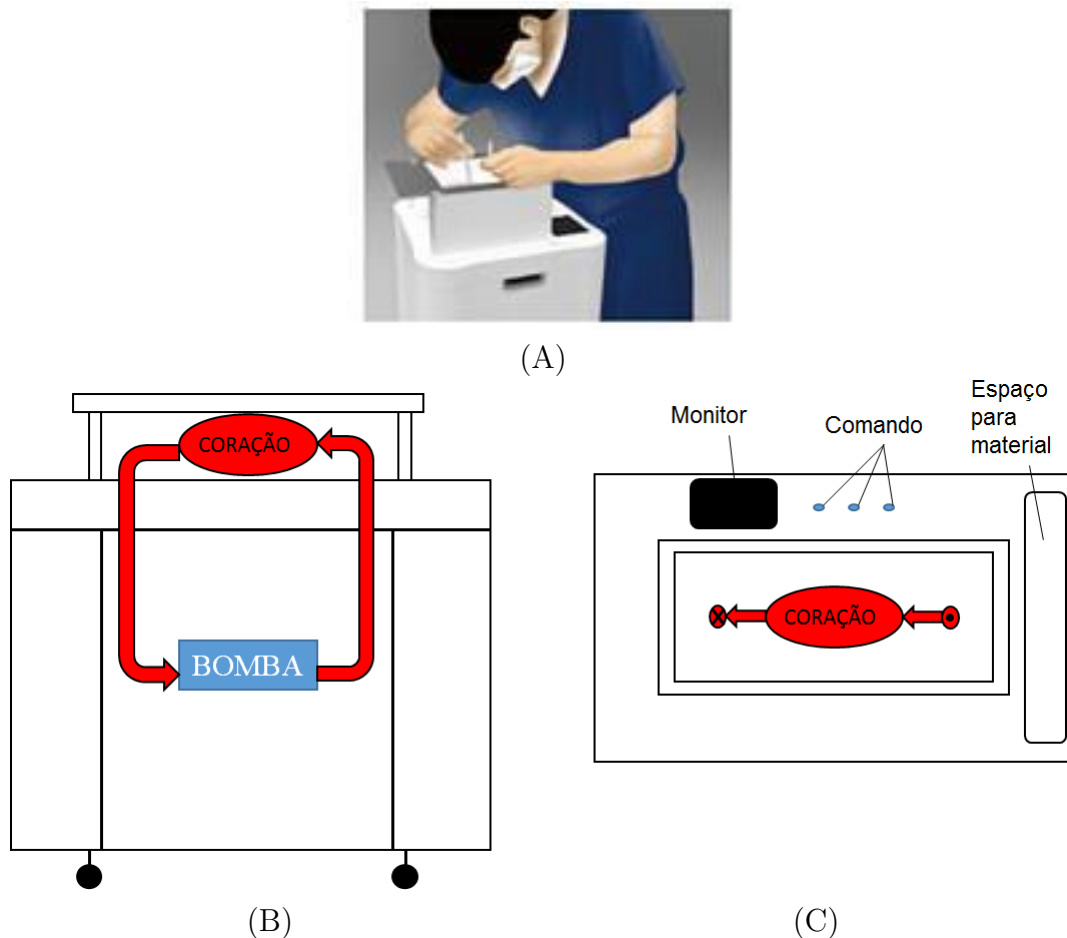 (A)
CORAÇÃO
BOMBA
(B)
Monitor
Comando
Espaço
para
material
CORAÇÃO
(C)